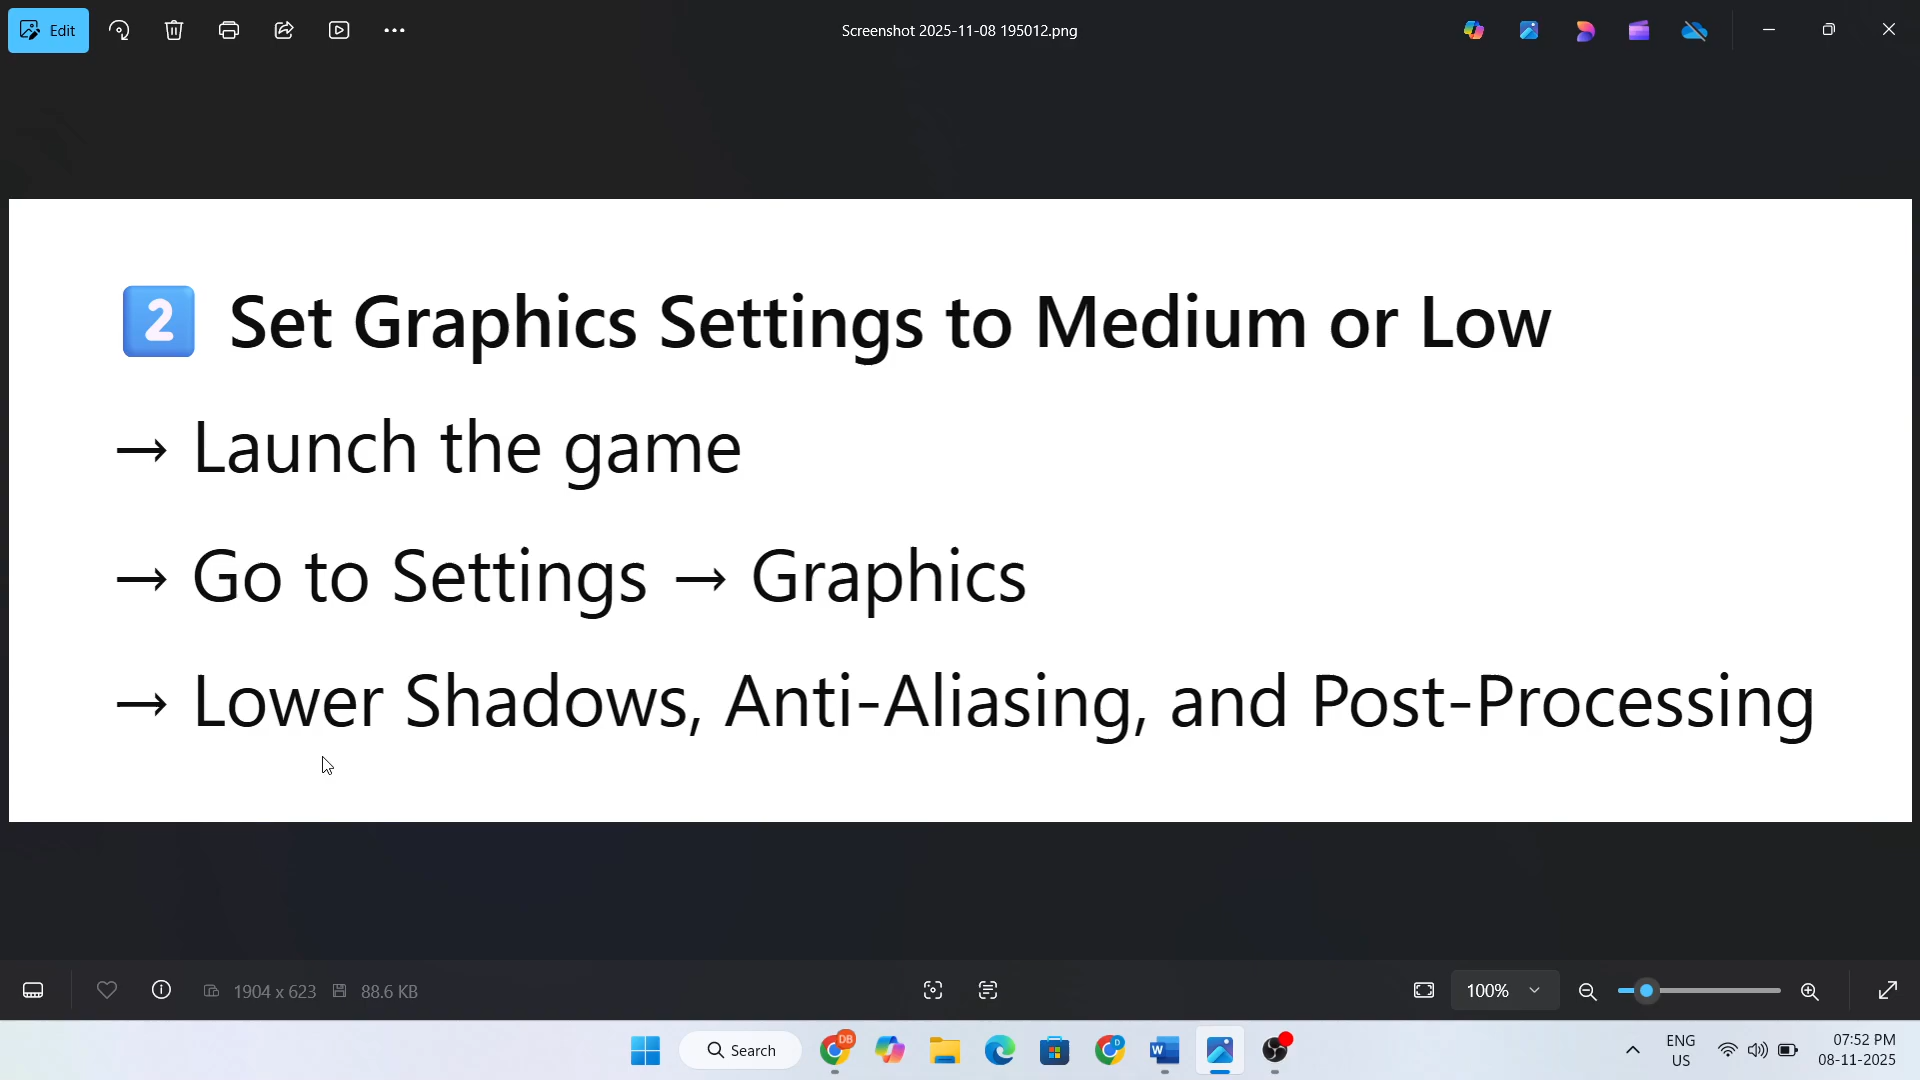 Edit
Screenshot 2025-11-08 195012.png
2 Set Graphics Settings to Medium or Low
→ Launch the game
→ Go to Settings → Graphics
→ Lower Shadows, Anti-Aliasing, and Post-Processing
1904 x 623 88.6 KB 100%
Search DB D W ENG 07:52 PM
US 08-11-2025